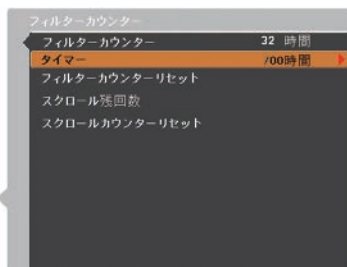 フィルターカウンター
フィルターカウンター 32 時間
タイマー 700時間
フィルターカウンターリセット
スクロール残回数
スクロールカウンターリセット